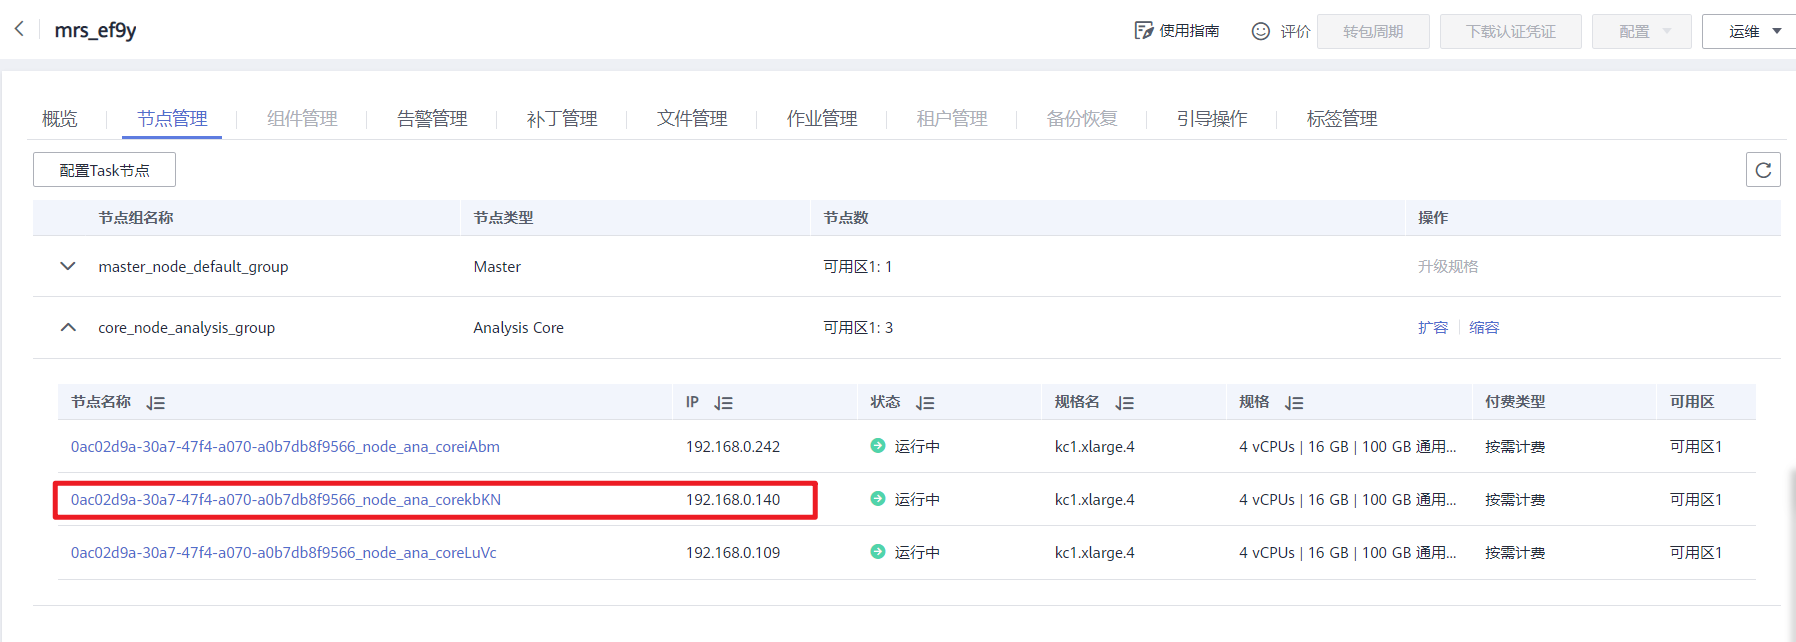 mrs_ef9y 使用指南 评价 转包周期 下载认证凭证 配置 运维
概览 节点管理 组件管理 告警管理 补丁管理 文件管理 作业管理 租户管理 备份恢复 引导操作 标签管理
配置Task节点
节点组名称 节点类型 节点数 操作
master_node_default_group Master 可用区1: 1 升级规格
core_node_analysis_group Analysis Core 可用区1: 3 扩容 缩容
节点名称 IP 状态 规格名 规格 付费类型 可用区
0ac02d9a-30a7-47f4-a070-a0b7db8f9566_node_ana_coreiAbm 192.168.0.242 运行中 kc1.xlarge.4 4 vCPUs | 16 GB | 100 GB 通用... 按需计费 可用区1
0ac02d9a-30a7-47f4-a070-a0b7db8f9566_node_ana_corekbKN 192.168.0.140 运行中 kc1.xlarge.4 4 vCPUs | 16 GB | 100 GB 通用... 按需计费 可用区1
0ac02d9a-30a7-47f4-a070-a0b7db8f9566_node_ana_coreLuVc 192.168.0.109 运行中 kc1.xlarge.4 4 vCPUs | 16 GB | 100 GB 通用... 按需计费 可用区1